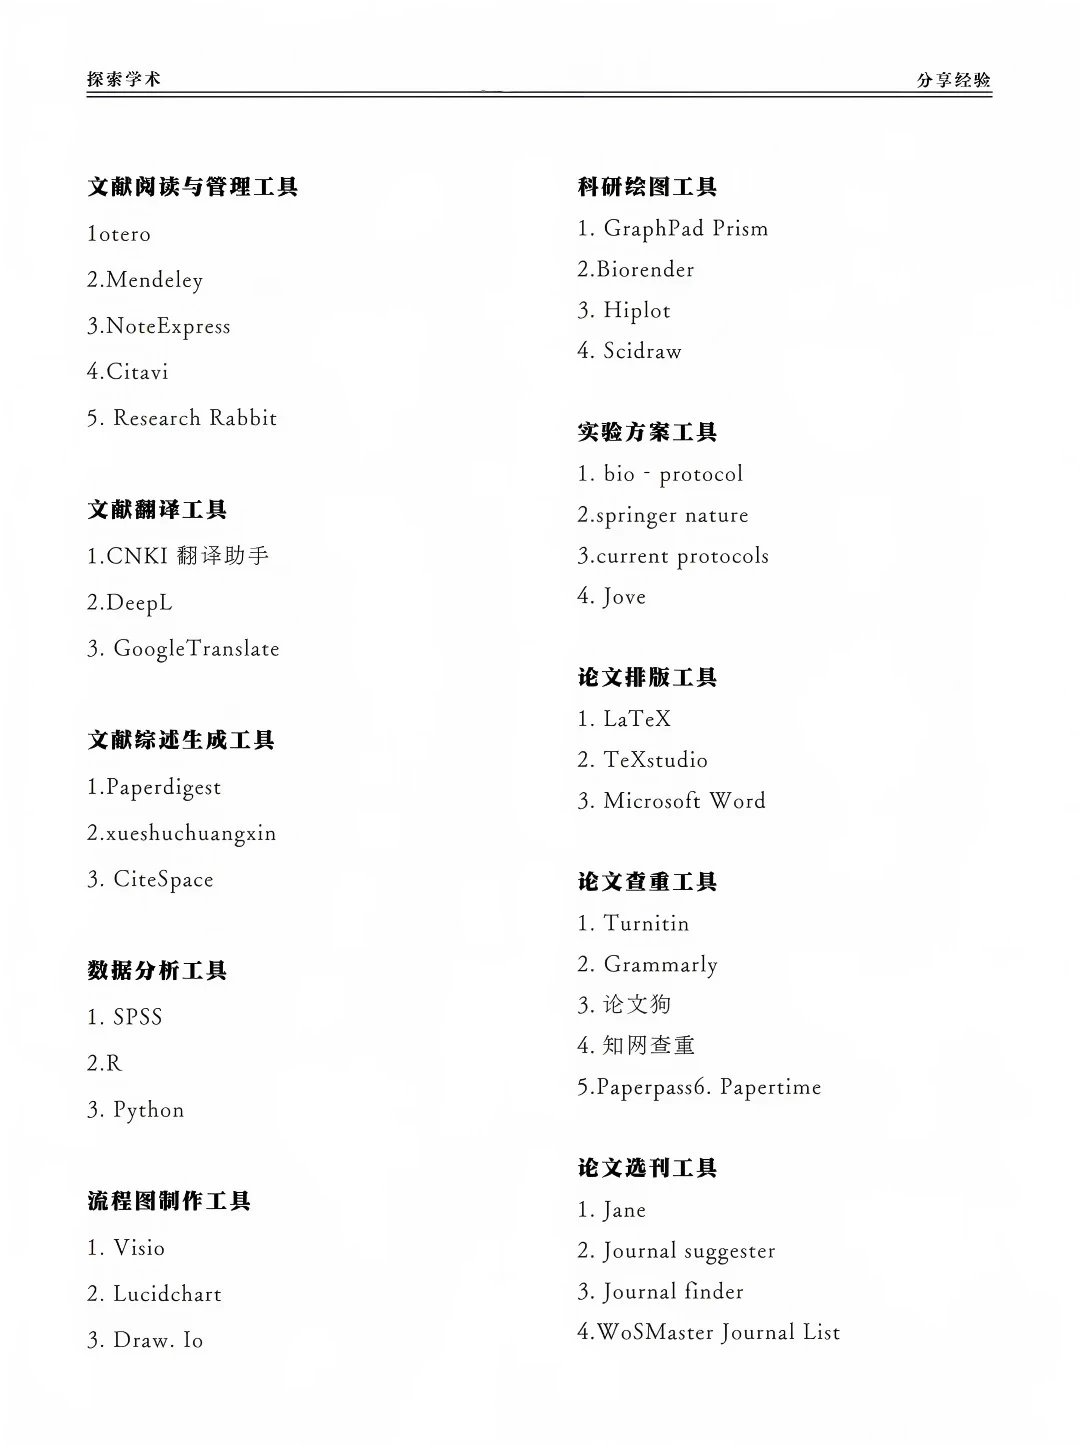 探索学术
分享经验
文献阅读与管理工具
1otero
2.Mendeley
3.NoteExpress
4.Citavi
5. Research Rabbit
文献翻译工具
1.CNKI 翻译助手
2.DeepL
3. GoogleTranslate
文献综述生成工具
1.Paperdigest
2.xueshuchuangxin
3. CiteSpace
数据分析工具
1. SPSS
2.R
3. Python
流程图制作工具
1. Visio
2. Lucidchart
3. Draw. Io
科研绘图工具
1. GraphPad Prism
2.Biorender
3. Hiplot
4. Scidraw
实验方案工具
1. bio - protocol
2.springer nature
3.current protocols
4. Jove
论文排版工具
1. LaTeX
2. TeXstudio
3. Microsoft Word
论文查重工具
1. Turnitin
2. Grammarly
3. 论文狗
4. 知网查重
5.Paperpass6. Papertime
论文选刊工具
1. Jane
2. Journal suggester
3. Journal finder
4.WoSMaster Journal List